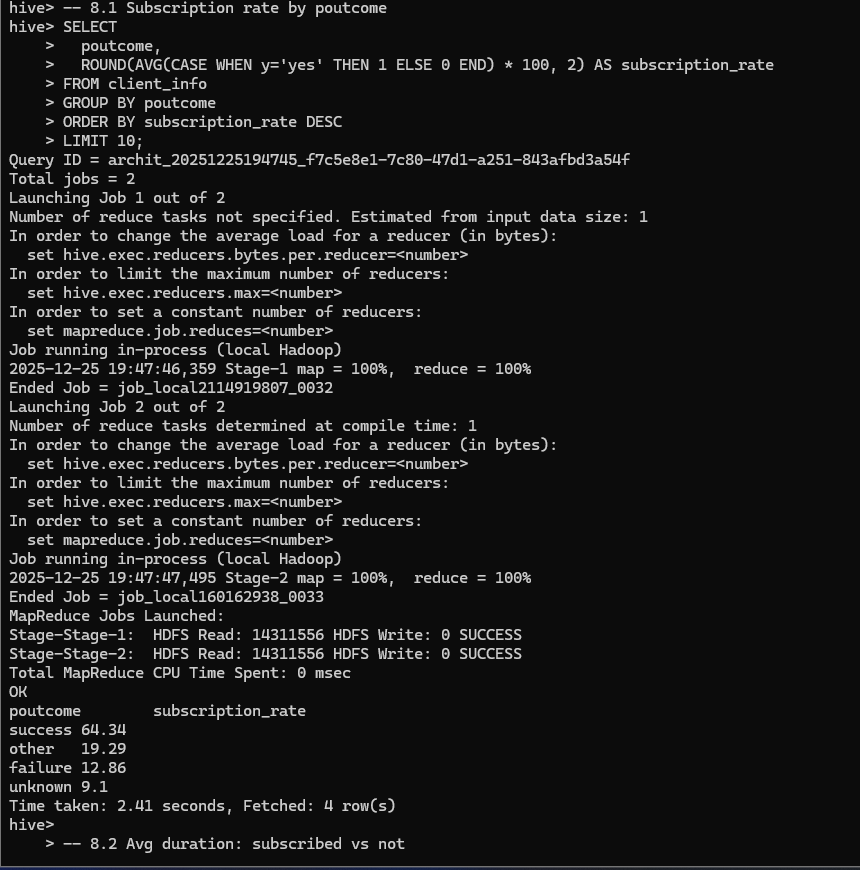 hive> -- 8.1 Subscription rate by poutcome
hive> SELECT
    >   poutcome,
    >   ROUND(AVG(CASE WHEN y='yes' THEN 1 ELSE 0 END) * 100, 2) AS subscription_rate
    > FROM client_info
    > GROUP BY poutcome
    > ORDER BY subscription_rate DESC
    > LIMIT 10;
Query ID = archit_20251225194745_f7c5e8e1-7c80-47d1-a251-843afbd3a54f
Total jobs = 2
Launching Job 1 out of 2
Number of reduce tasks not specified. Estimated from input data size: 1
In order to change the average load for a reducer (in bytes):
  set hive.exec.reducers.bytes.per.reducer=<number>
In order to limit the maximum number of reducers:
  set hive.exec.reducers.max=<number>
In order to set a constant number of reducers:
  set mapreduce.job.reduces=<number>
Job running in-process (local Hadoop)
2025-12-25 19:47:46,359 Stage-1 map = 100%,  reduce = 100%
Ended Job = job_local2114919807_0032
Launching Job 2 out of 2
Number of reduce tasks determined at compile time: 1
In order to change the average load for a reducer (in bytes):
  set hive.exec.reducers.bytes.per.reducer=<number>
In order to limit the maximum number of reducers:
  set hive.exec.reducers.max=<number>
In order to set a constant number of reducers:
  set mapreduce.job.reduces=<number>
Job running in-process (local Hadoop)
2025-12-25 19:47:47,495 Stage-2 map = 100%,  reduce = 100%
Ended Job = job_local160162938_0033
MapReduce Jobs Launched:
Stage-Stage-1:  HDFS Read: 14311556 HDFS Write: 0 SUCCESS
Stage-Stage-2:  HDFS Read: 14311556 HDFS Write: 0 SUCCESS
Total MapReduce CPU Time Spent: 0 msec
OK
poutcome        subscription_rate
success 64.34
other   19.29
failure 12.86
unknown 9.1
Time taken: 2.41 seconds, Fetched: 4 row(s)
hive>
    > -- 8.2 Avg duration: subscribed vs not